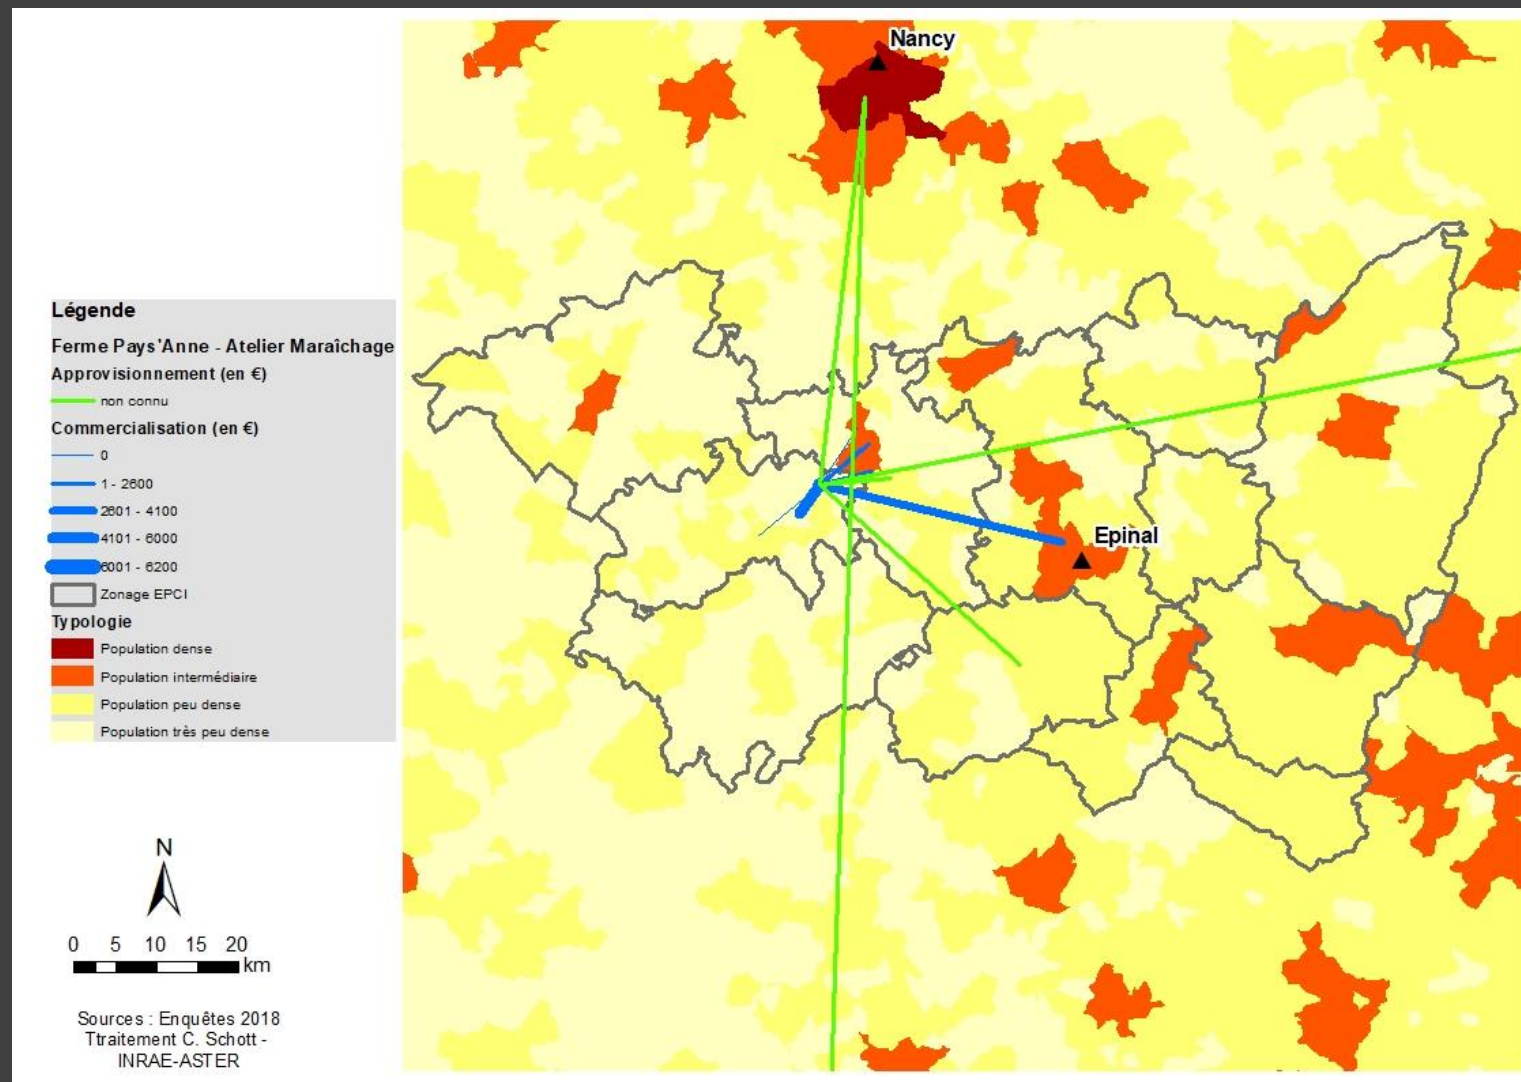 Nancy
Epinal
Légende
Ferme Pays'Anne - Atelier Maraîchage
Approvisionnement (en €)
non connu
Commercialisation (en €)
0
1 - 2600
2601 - 4100
4101 - 6000
6001 - 6200
Zonage EPCI
Typologie
Population dense
Population intermédiaire
Population peu dense
Population très peu dense
N
0 5 10 15 20
km
Sources : Enquêtes 2018
Ttraitement C. Schott -
INRAE-ASTER